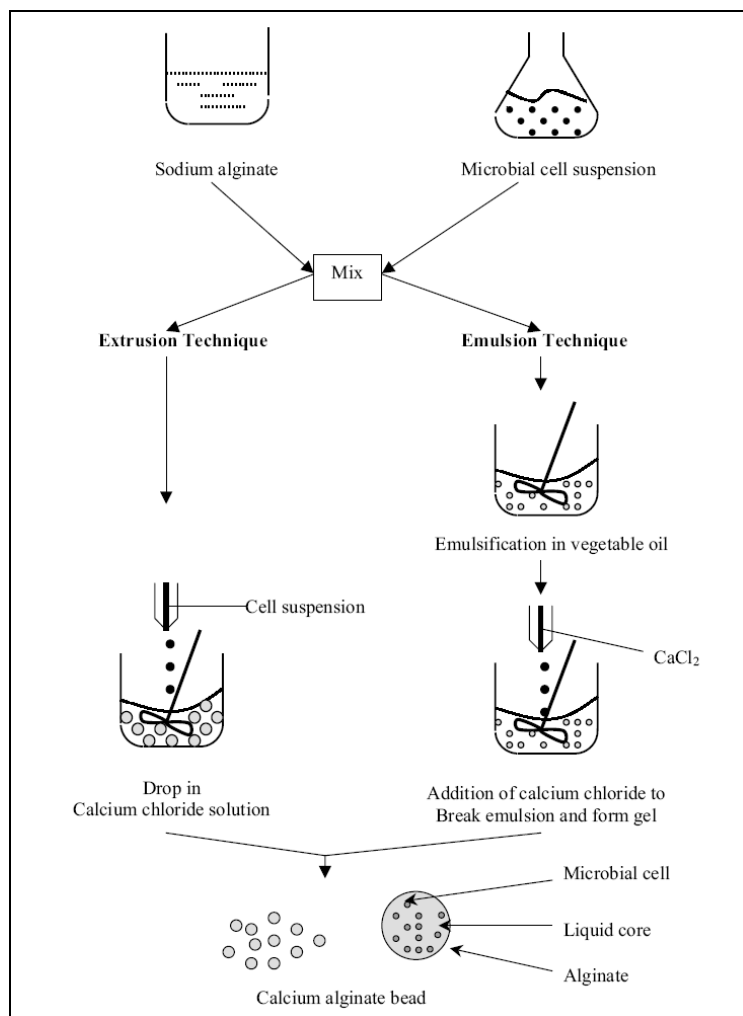 Sodium alginate
Microbial cell suspension
Mix
Extrusion Technique
Emulsion Technique
Emulsification in vegetable oil
Cell suspension
CaCl₂
Drop in
Calcium chloride solution
Addition of calcium chloride to
Break emulsion and form gel
Microbial cell
Liquid core
Alginate
Calcium alginate bead